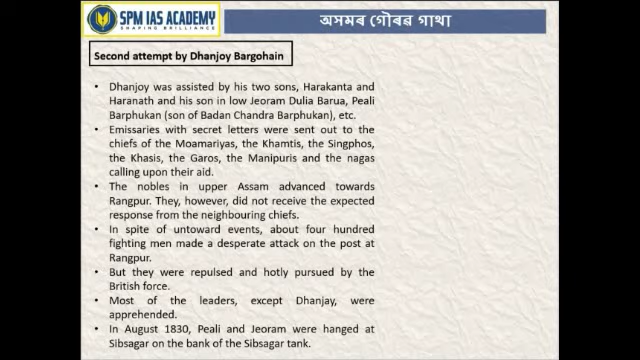 SPM IAS ACADEMY
SHAPING BRILLIANCE
অসমৰ গৌৰৱ গাথা
Second attempt by Dhanjoy Bargohain
• Dhanjoy was assisted by his two sons, Harakanta and
Haranath and his son in low Jeoram Dulia Barua, Peali
Barphukan (son of Badan Chandra Barphukan), etc.
• Emissaries with secret letters were sent out to the
chiefs of the Moamariyas, the Khamtis, the Singphos,
the Khasis, the Garos, the Manipuris and the nagas
calling upon their aid.
• The nobles in upper Assam advanced towards
Rangpur. They, however, did not receive the expected
response from the neighbouring chiefs.
• In spite of untoward events, about four hundred
fighting men made a desperate attack on the post at
Rangpur.
• But they were repulsed and hotly pursued by the
British force.
• Most of the leaders, except Dhanjay, were
apprehended.
• In August 1830, Peali and Jeoram were hanged at
Sibsagar on the bank of the Sibsagar tank.